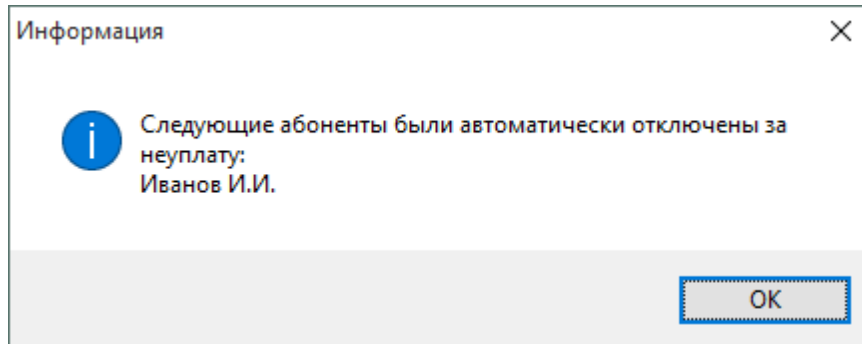 Информация
Следующие абоненты были автоматически отключены за
неуплату:
Иванов И.И.
OK